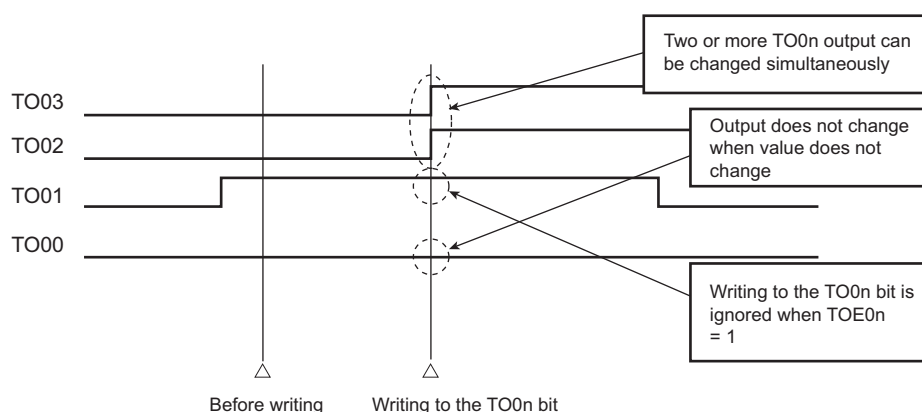 Two or more TO0n output can
be changed simultaneously
TO03
TO02
Output does not change
when value does not
change
TO01
TO00
Writing to the TO0n bit is
ignored when TOE0n
= 1
Before writing
Writing to the TO0n bit